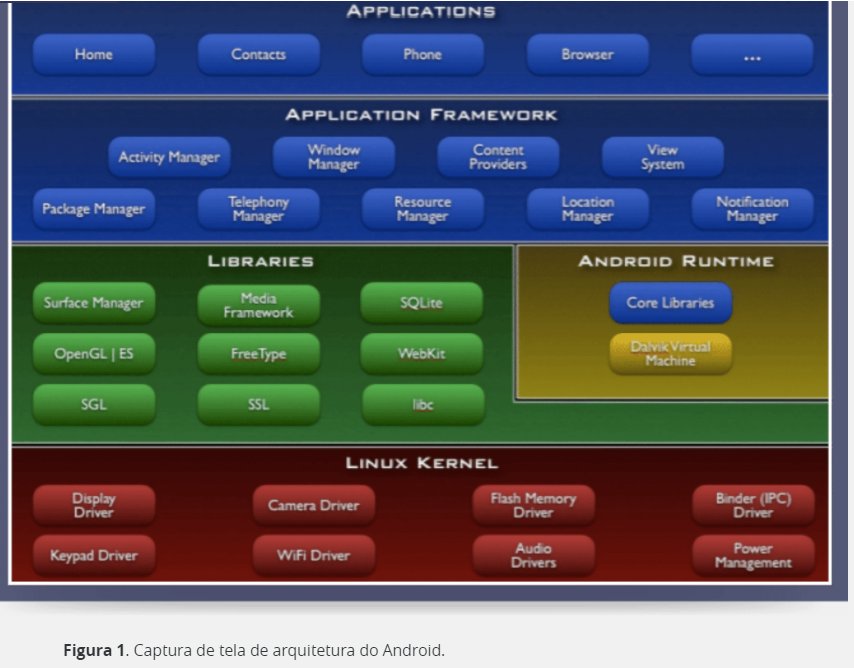 APPLICATIONS
Home Contacts Phone Browser ...
APPLICATION FRAMEWORK
Activity Manager Window Manager Content Providers View System
Package Manager Telephony Manager Resource Manager Location Manager Notification Manager
LIBRARIES
Surface Manager Media Framework SQLite
OpenGL | ES FreeType WebKit
SGL SSL libc
ANDROID RUNTIME
Core Libraries
Dalvik Virtual Machine
LINUX KERNEL
Display Driver Camera Driver Flash Memory Driver Binder (IPC) Driver
Keypad Driver WiFi Driver Audio Drivers Power Management
Figura 1. Captura de tela de arquitetura do Android.